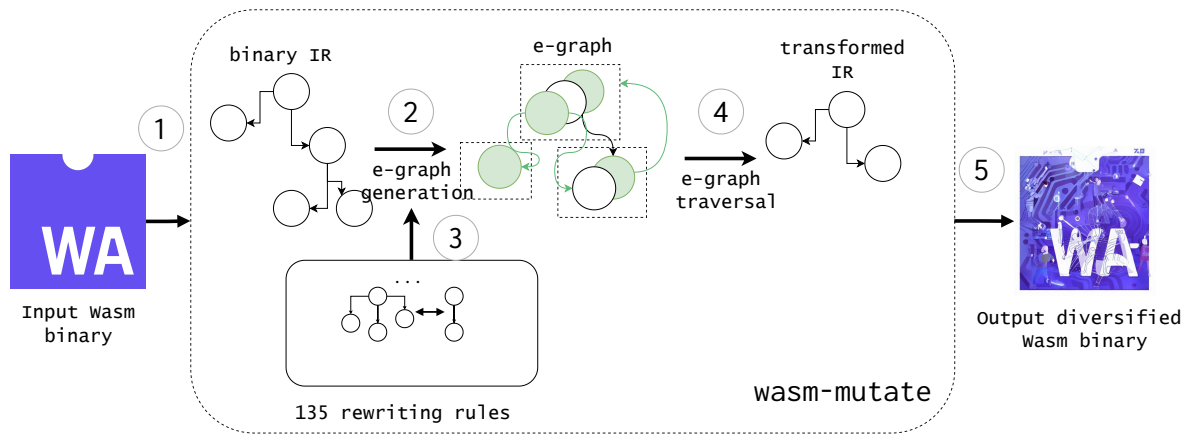 binary IR
e-graph
transformed
IR
1
2
4
e-graph
generation
e-graph
traversal
5
WA
3
WA
Input Wasm
binary
...
Output diversified
Wasm binary
wasm-mutate
135 rewriting rules